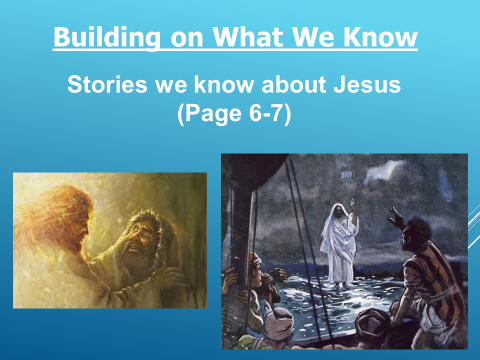 Building on What We Know
Stories we know about Jesus
(Page 6-7)